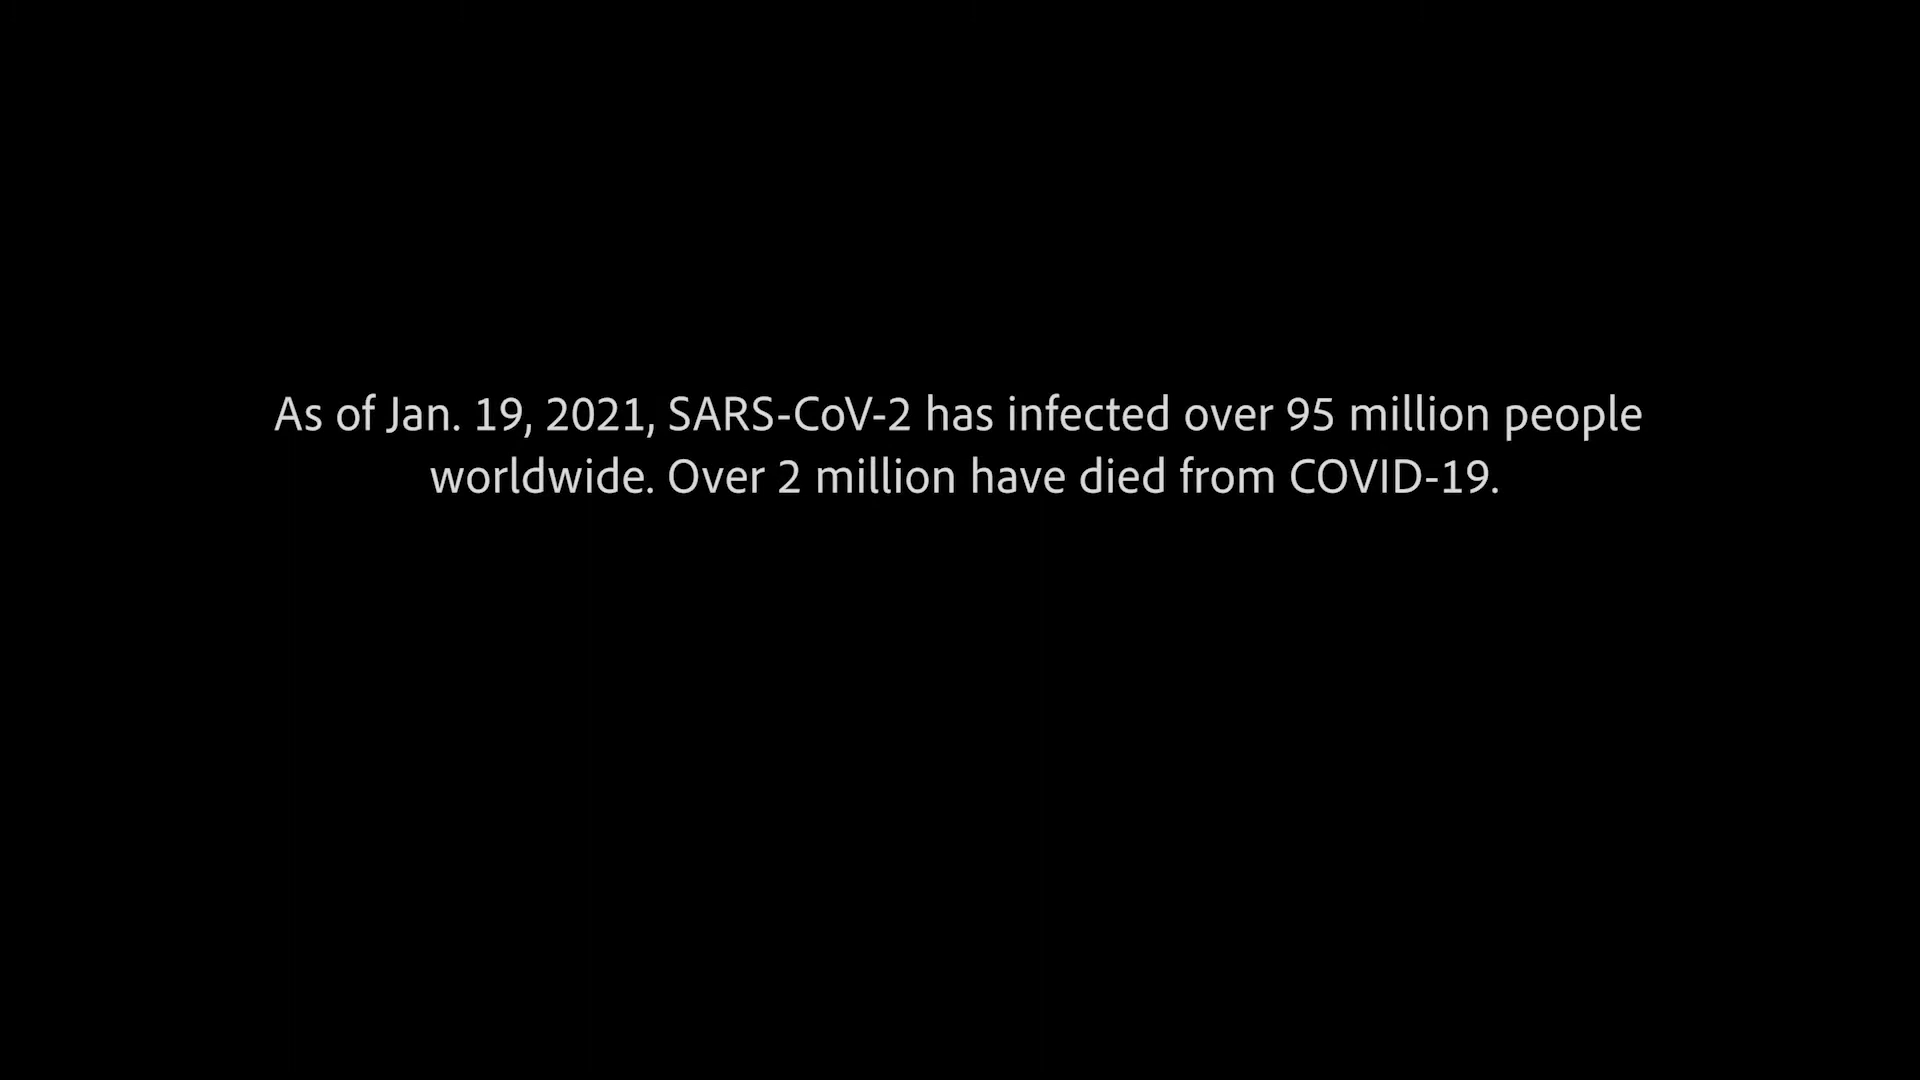 As of Jan. 19, 2021, SARS-CoV-2 has infected over 95 million people
worldwide. Over 2 million have died from COVID-19.